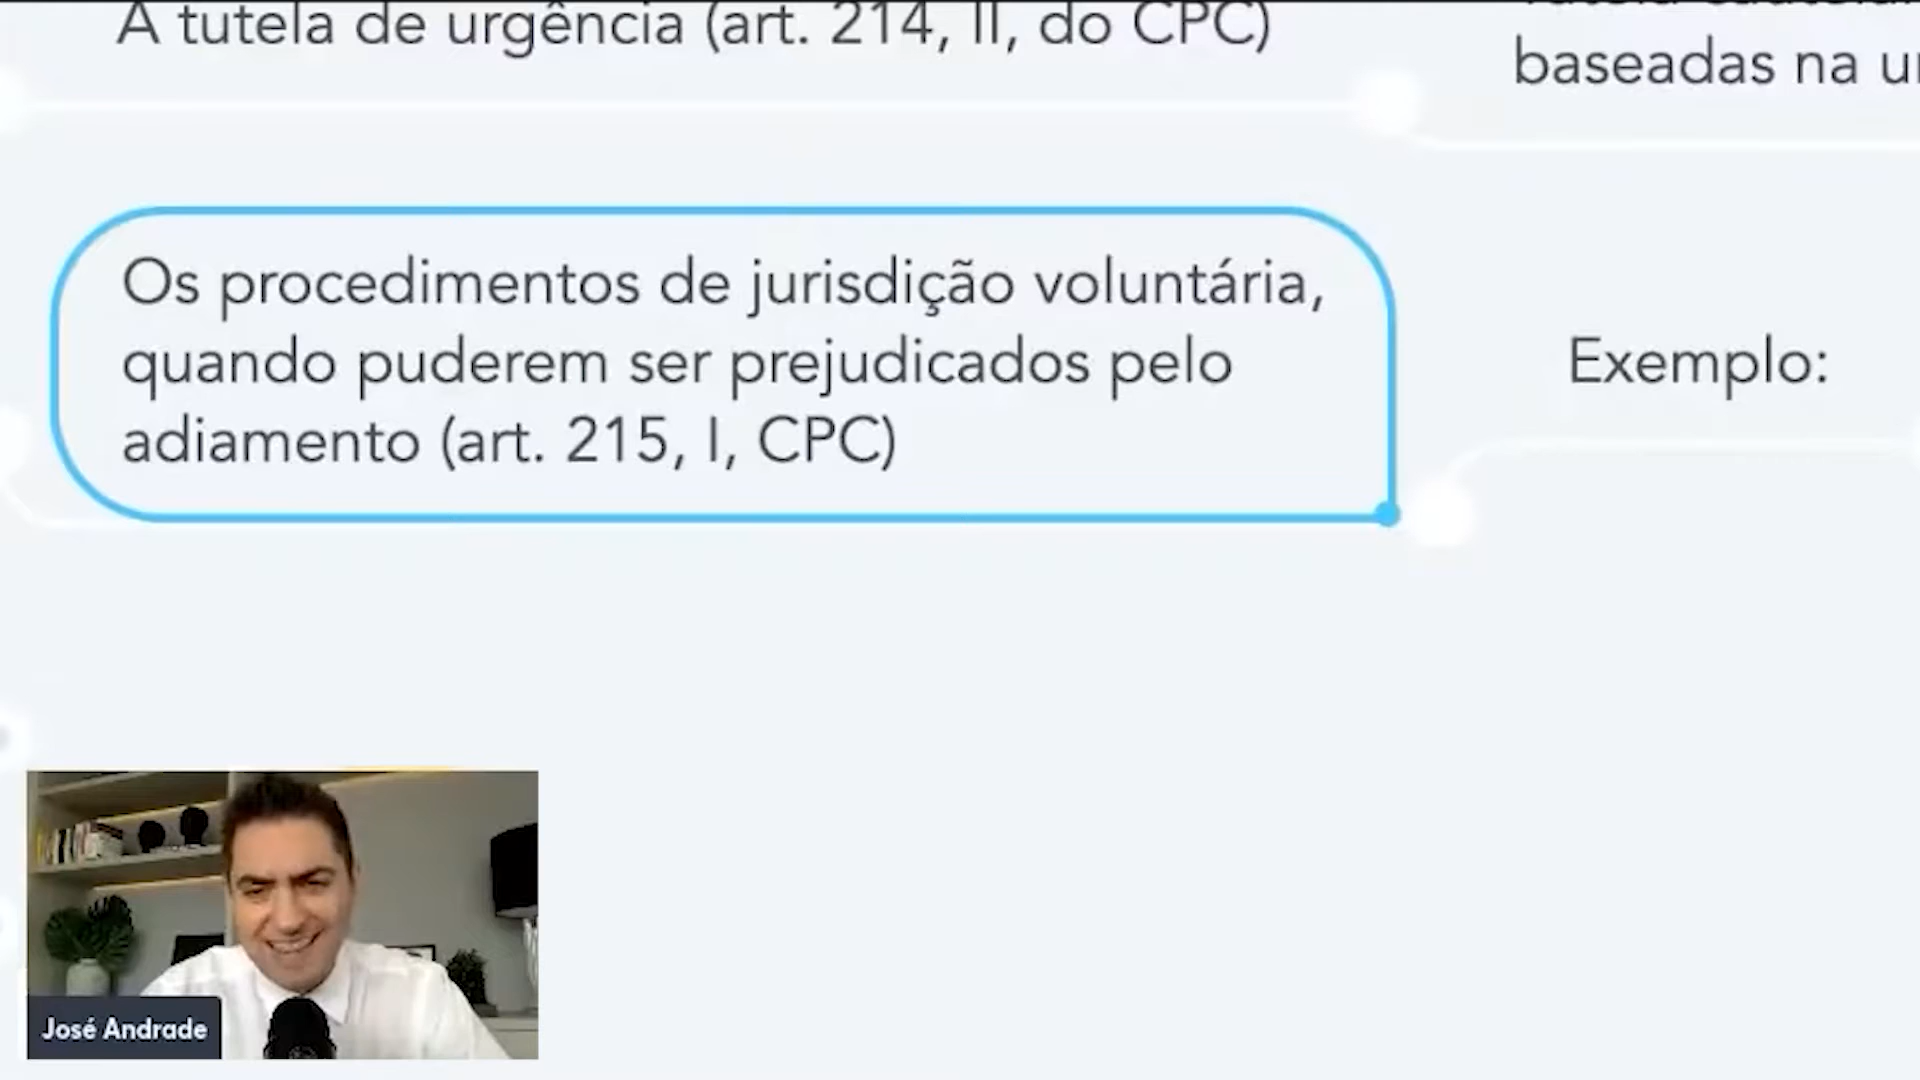 A tutela de urgência (art. 214, II, do CPC)
baseadas na
Os procedimentos de jurisdição voluntária,
quando puderem ser prejudicados pelo
adiamento (art. 215, I, CPC)
Exemplo:
José Andrade